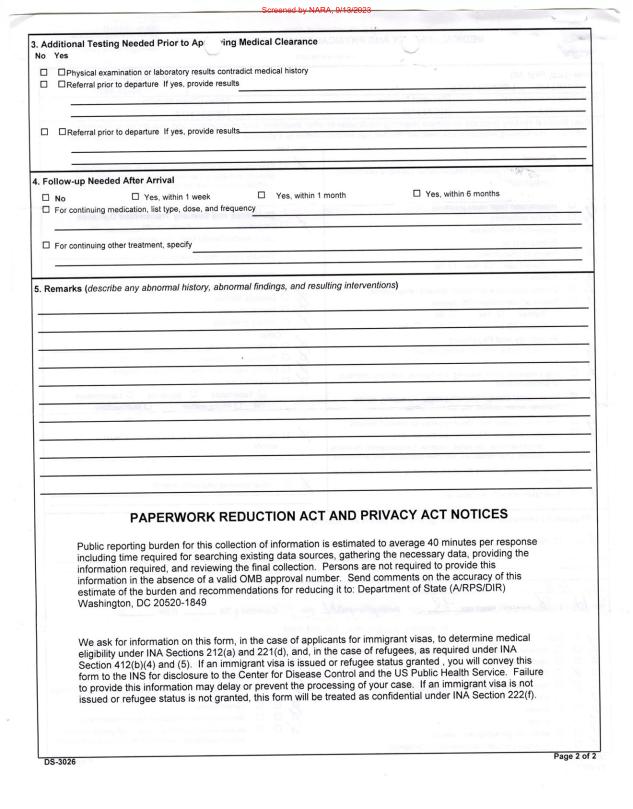 Screened by NARA, 9/13/2023
3. Additional Testing Needed Prior to Ap ing Medical Clearance
No Yes
☐ ☐ Physical examination or laboratory results contradict medical history
☐ ☐ Referral prior to departure If yes, provide results
☐ ☐ Referral prior to departure If yes, provide results
4. Follow-up Needed After Arrival
☐ No ☐ Yes, within 1 week ☐ Yes, within 1 month ☐ Yes, within 6 months
☐ For continuing medication, list type, dose, and frequency
☐ For continuing other treatment, specify
5. Remarks (describe any abnormal history, abnormal findings, and resulting interventions)
PAPERWORK REDUCTION ACT AND PRIVACY ACT NOTICES
Public reporting burden for this collection of information is estimated to average 40 minutes per response
including time required for searching existing data sources, gathering the necessary data, providing the
information required, and reviewing the final collection. Persons are not required to provide this
information in the absence of a valid OMB approval number. Send comments on the accuracy of this
estimate of the burden and recommendations for reducing it to: Department of State (A/RPS/DIR)
Washington, DC 20520-1849
We ask for information on this form, in the case of applicants for immigrant visas, to determine medical
eligibility under INA Sections 212(a) and 221(d), and, in the case of refugees, as required under INA
Section 412(b)(4) and (5). If an immigrant visa is issued or refugee status granted , you will convey this
form to the INS for disclosure to the Center for Disease Control and the US Public Health Service. Failure
to provide this information may delay or prevent the processing of your case. If an immigrant visa is not
issued or refugee status is not granted, this form will be treated as confidential under INA Section 222(f).
DS-3026 Page 2 of 2